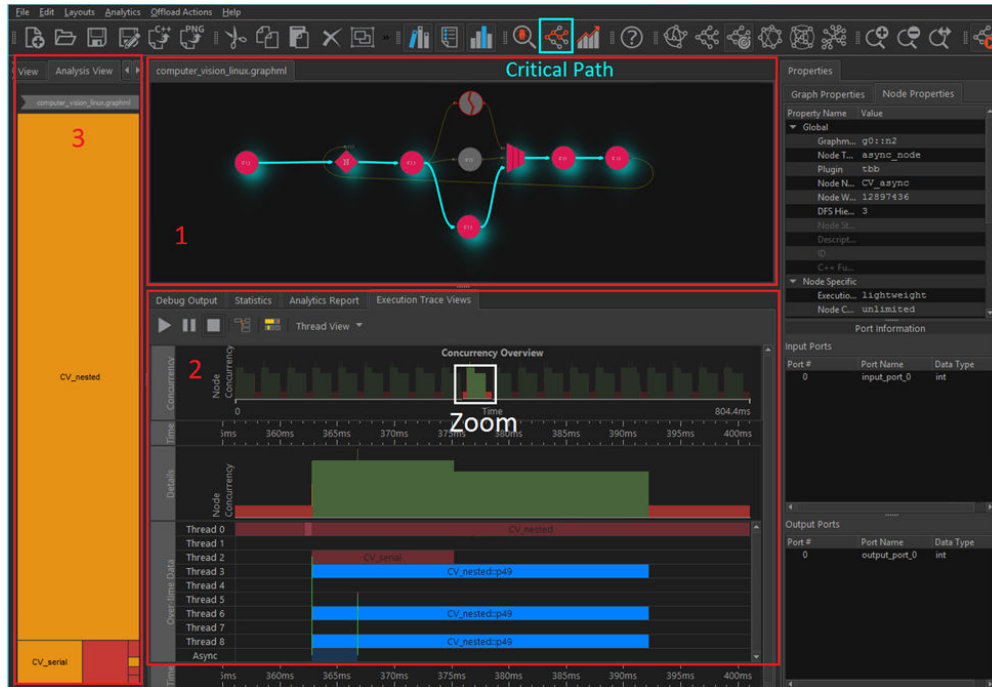 File Edit Layouts Analytics Offload Actions Help
C++ PNG
View Analysis View
computer_vision_linux.graphml
3
CV_nested
CV_serial
computer_vision_linux.graphml
Critical Path
1
Debug Output Statistics Analytics Report Execution Trace Views
Thread View
2
Concurrency Overview
Concurrency
Node Concurrency
0 Time 804.4ms
Zoom
Time
5ms 360ms 365ms 370ms 375ms 380ms 385ms 390ms 395ms 400ms
Details
Node Concurrency
Over-time Data
Thread 0 CV_nested
Thread 1
Thread 2 CV_serial
Thread 3 CV_nested::p49
Thread 4
Thread 5
Thread 6 CV_nested::p49
Thread 7
Thread 8 CV_nested::p49
Async
Time
5ms 360ms 365ms 370ms 375ms 380ms 385ms 390ms 395ms 400ms
Properties
Graph Properties Node Properties
Property Name Value
Global
Graphm... g0::n2
Node T... async_node
Plugin tbb
Node N... CV_async
Node W... 12897436
DFS Hie... 3
Node St...
Descript...
ID
C++ Fu...
Node Specific
Executio... lightweight
Node C... unlimited
Port Information
Input Ports
Port # Port Name Data Type
0 input_port_0 int
Output Ports
Port # Port Name Data Type
0 output_port_0 int